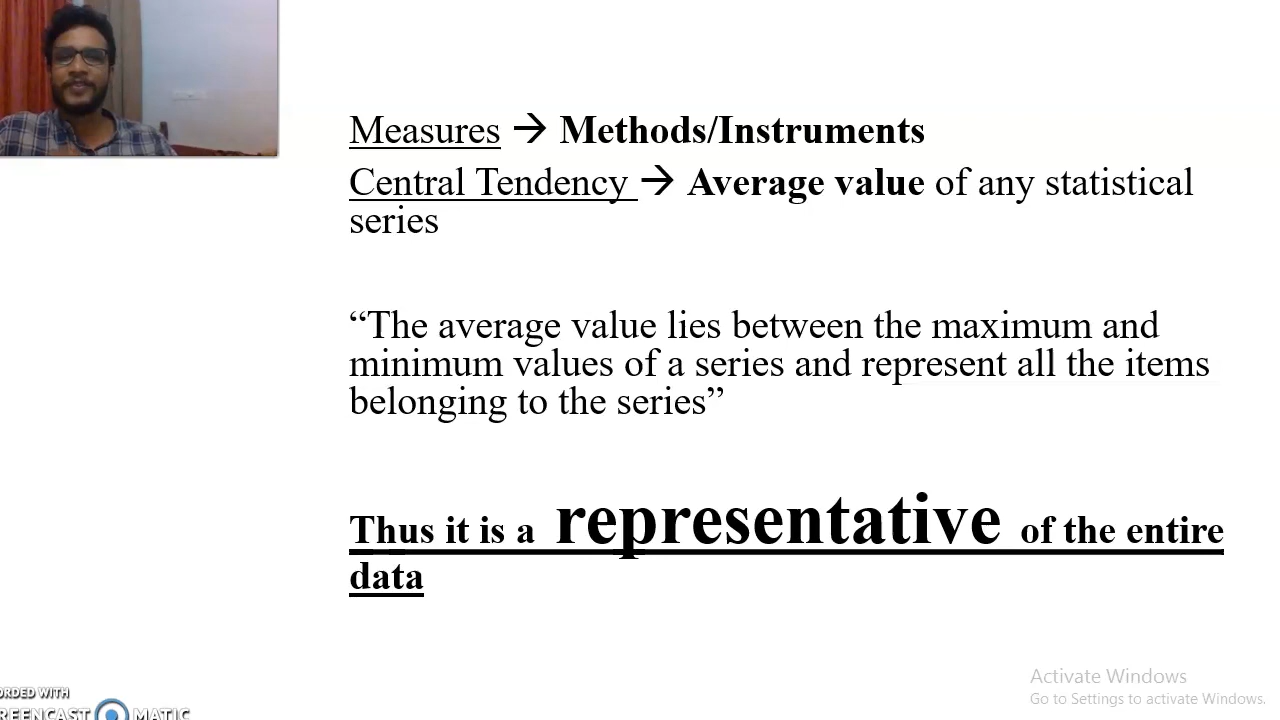 Measures → Methods/Instruments
Central Tendency → Average value of any statistical
series
“The average value lies between the maximum and
minimum values of a series and represent all the items
belonging to the series”
Thus it is a representative of the entire
data
Activate Windows
Go to Settings to activate Windows.
ORDED WITH
REENCAST MATIC